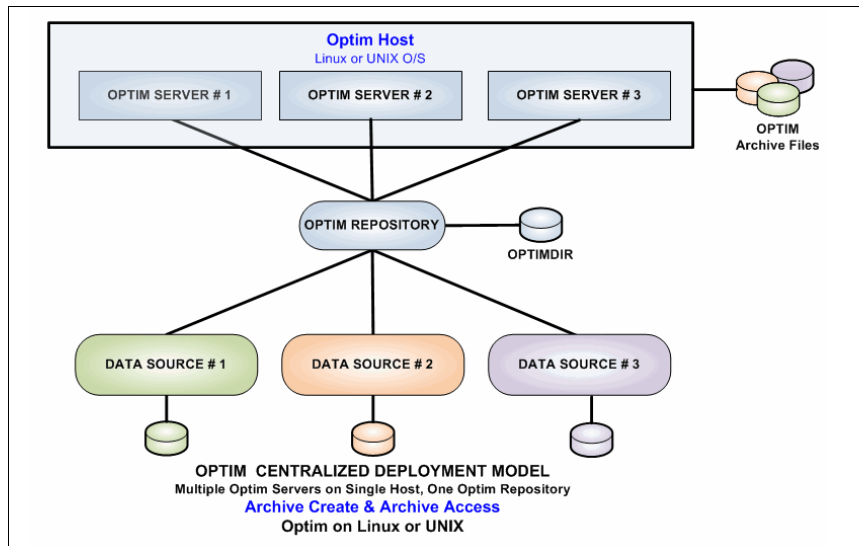 Optim Host
Linux or UNIX O/S
OPTIM SERVER # 1
OPTIM SERVER # 2
OPTIM SERVER # 3
OPTIM
Archive Files
OPTIM REPOSITORY
OPTIMDIR
DATA SOURCE # 1
DATA SOURCE # 2
DATA SOURCE # 3
OPTIM CENTRALIZED DEPLOYMENT MODEL
Multiple Optim Servers on Single Host, One Optim Repository
Archive Create & Archive Access
Optim on Linux or UNIX